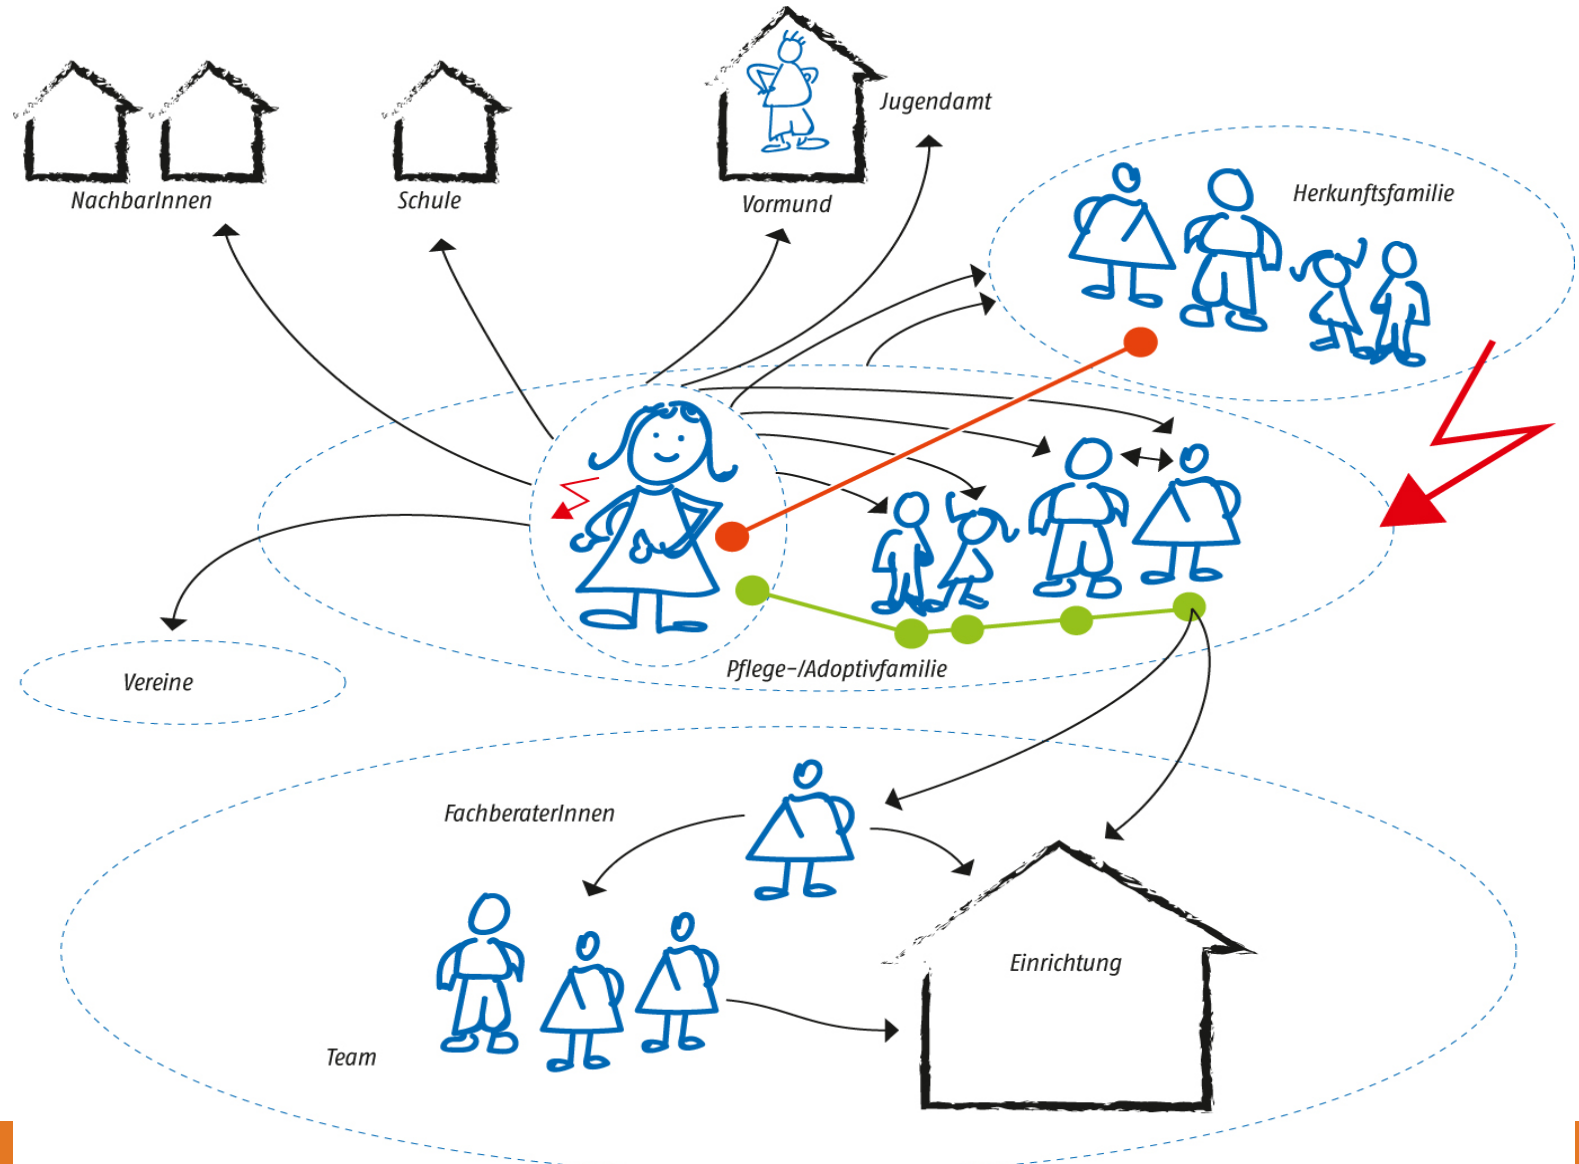 Jugendamt
NachbarInnen
Schule
Vormund
Herkunftsfamilie
Pflege-/Adoptivfamilie
Vereine
FachberaterInnen
Einrichtung
Team